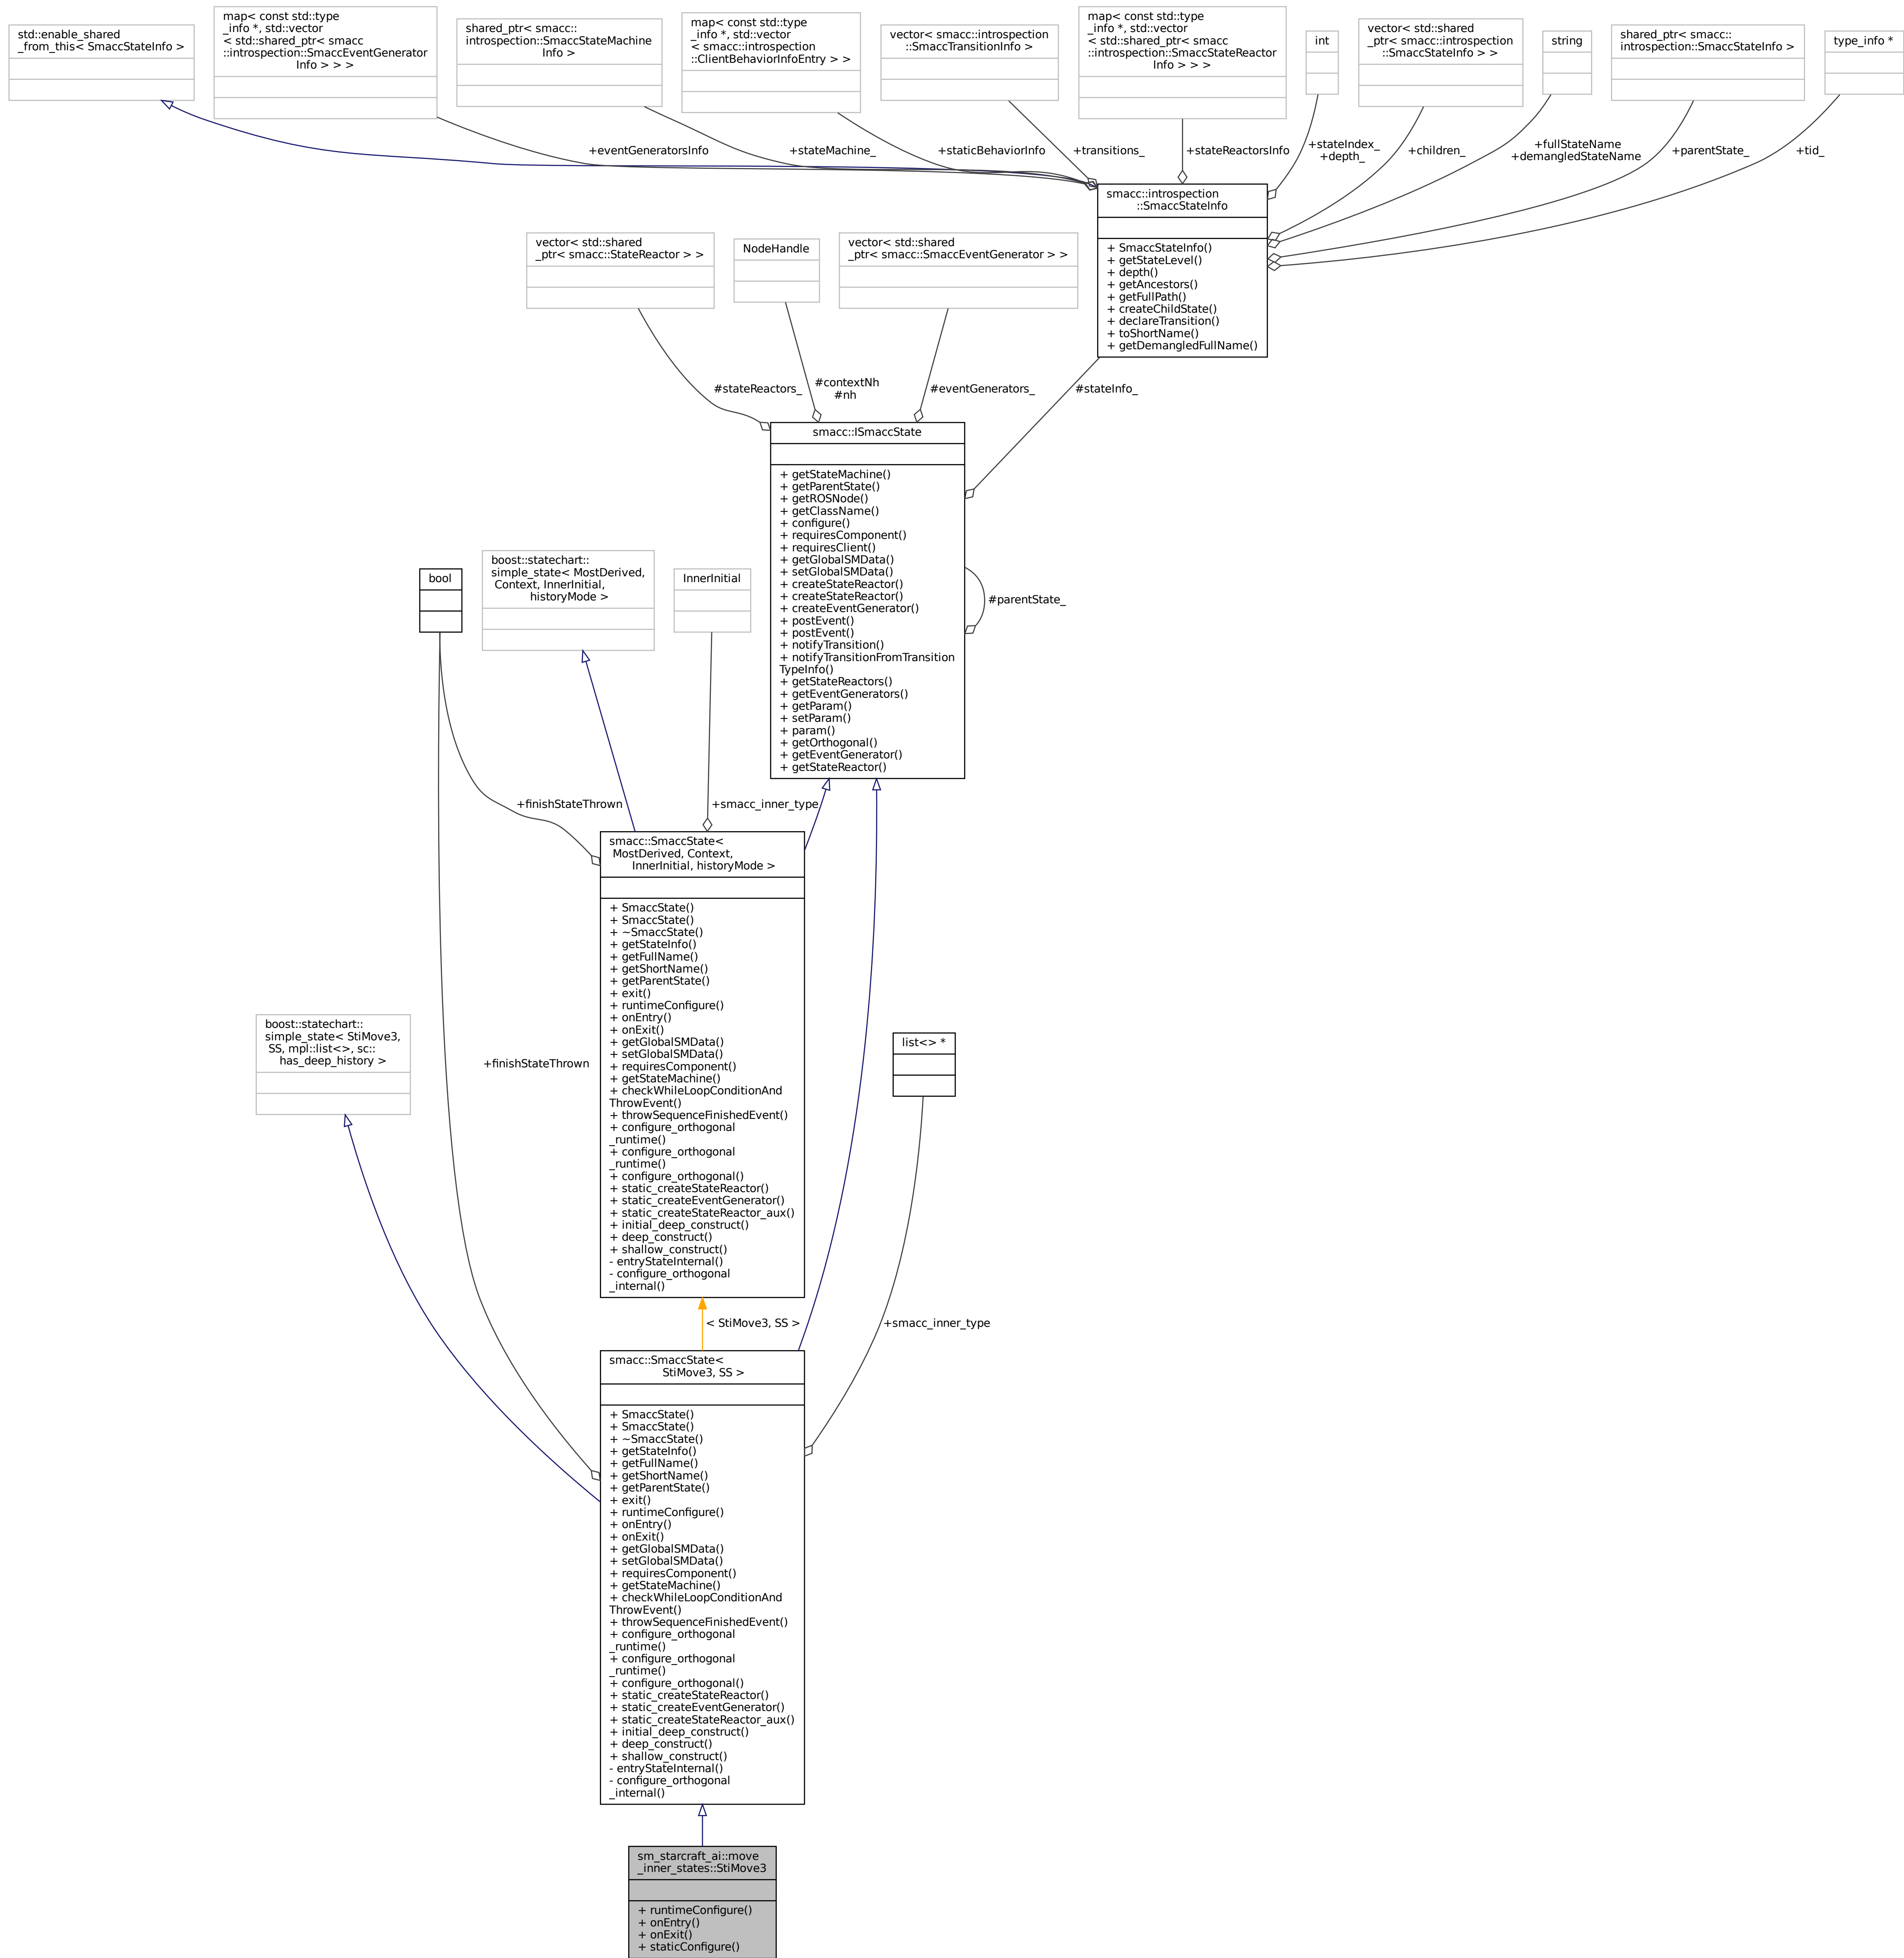 std::enable_shared
_from_this< SmaccStateInfo >
map< const std::type
_info *, std::vector
< std::shared_ptr< smacc
::introspection::SmaccEventGenerator
Info > > >
shared_ptr< smacc::
introspection::SmaccStateMachine
Info >
map< const std::type
_info *, std::vector
< smacc::introspection
::ClientBehaviorInfoEntry > >
vector< smacc::introspection
::SmaccTransitionInfo >
map< const std::type
_info *, std::vector
< std::shared_ptr< smacc
::introspection::SmaccStateReactor
Info > > >
int
vector< std::shared
_ptr< smacc::introspection
::SmaccStateInfo > >
string
shared_ptr< smacc::
introspection::SmaccStateInfo >
type_info *
+eventGeneratorsInfo
+stateMachine_
+staticBehaviorInfo
+transitions_
+stateReactorsInfo
+stateIndex_
+depth_
+children_
+fullStateName
+demangledStateName
+parentState_
+tid_
smacc::introspection
::SmaccStateInfo
+ SmaccStateInfo()
+ getStateLevel()
+ depth()
+ getAncestors()
+ getFullPath()
+ createChildState()
+ declareTransition()
+ toShortName()
+ getDemangledFullName()
vector< std::shared
_ptr< smacc::StateReactor > >
NodeHandle
vector< std::shared
_ptr< smacc::SmaccEventGenerator > >
#stateReactors_
#contextNh
#nh
#eventGenerators_
#stateInfo_
smacc::ISmaccState
+ getStateMachine()
+ getParentState()
+ getROSNode()
+ getClassName()
+ configure()
+ requiresComponent()
+ requiresClient()
+ getGlobalSMData()
+ setGlobalSMData()
+ createStateReactor()
+ createStateReactor()
+ createEventGenerator()
+ postEvent()
+ postEvent()
+ notifyTransition()
+ notifyTransitionFromTransition
TypeInfo()
+ getStateReactors()
+ getEventGenerators()
+ getParam()
+ setParam()
+ param()
+ getOrthogonal()
+ getEventGenerator()
+ getStateReactor()
#parentState_
bool
boost::statechart::
simple_state< MostDerived,
Context, InnerInitial,
historyMode >
InnerInitial
+finishStateThrown
+smacc_inner_type
smacc::SmaccState<
MostDerived, Context,
InnerInitial, historyMode >
+ SmaccState()
+ SmaccState()
+ ~SmaccState()
+ getStateInfo()
+ getFullName()
+ getShortName()
+ getParentState()
+ exit()
+ runtimeConfigure()
+ onEntry()
+ onExit()
+ getGlobalSMData()
+ setGlobalSMData()
+ requiresComponent()
+ getStateMachine()
+ checkWhileLoopConditionAnd
ThrowEvent()
+ throwSequenceFinishedEvent()
+ configure_orthogonal
_runtime()
+ configure_orthogonal
_runtime()
+ configure_orthogonal()
+ static_createStateReactor()
+ static_createEventGenerator()
+ static_createStateReactor_aux()
+ initial_deep_construct()
+ deep_construct()
+ shallow_construct()
- entryStateInternal()
- configure_orthogonal
_internal()
boost::statechart::
simple_state< StiMove3,
SS, mpl::list<>, sc::
has_deep_history >
+finishStateThrown
list<> *
< StiMove3, SS >
+smacc_inner_type
smacc::SmaccState<
StiMove3, SS >
+ SmaccState()
+ SmaccState()
+ ~SmaccState()
+ getStateInfo()
+ getFullName()
+ getShortName()
+ getParentState()
+ exit()
+ runtimeConfigure()
+ onEntry()
+ onExit()
+ getGlobalSMData()
+ setGlobalSMData()
+ requiresComponent()
+ getStateMachine()
+ checkWhileLoopConditionAnd
ThrowEvent()
+ throwSequenceFinishedEvent()
+ configure_orthogonal
_runtime()
+ configure_orthogonal
_runtime()
+ configure_orthogonal()
+ static_createStateReactor()
+ static_createEventGenerator()
+ static_createStateReactor_aux()
+ initial_deep_construct()
+ deep_construct()
+ shallow_construct()
- entryStateInternal()
- configure_orthogonal
_internal()
sm_starcraft_ai::move
_inner_states::StiMove3
+ runtimeConfigure()
+ onEntry()
+ onExit()
+ staticConfigure()